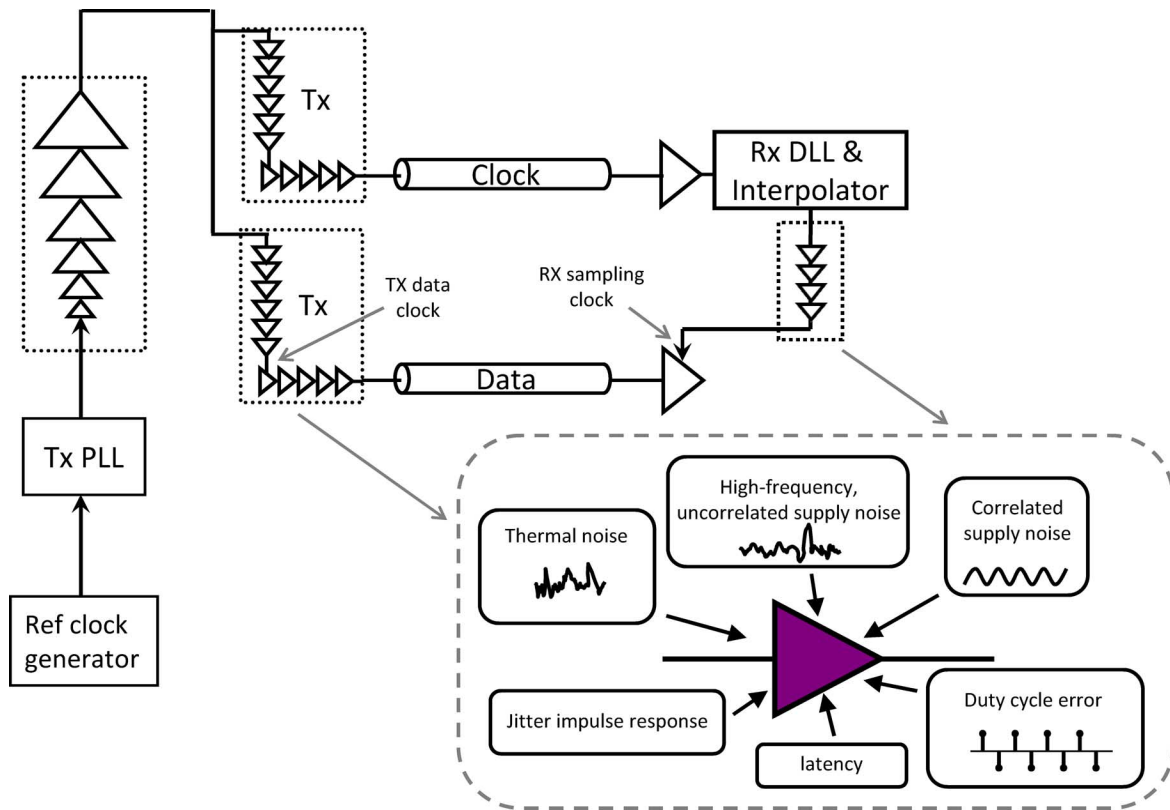 Tx
Clock
Rx DLL &
Interpolator
TX data
clock
RX sampling
clock
Tx
Data
Tx PLL
Ref clock
generator
Thermal noise
High-frequency,
uncorrelated supply noise
Correlated
supply noise
Jitter impulse response
latency
Duty cycle error